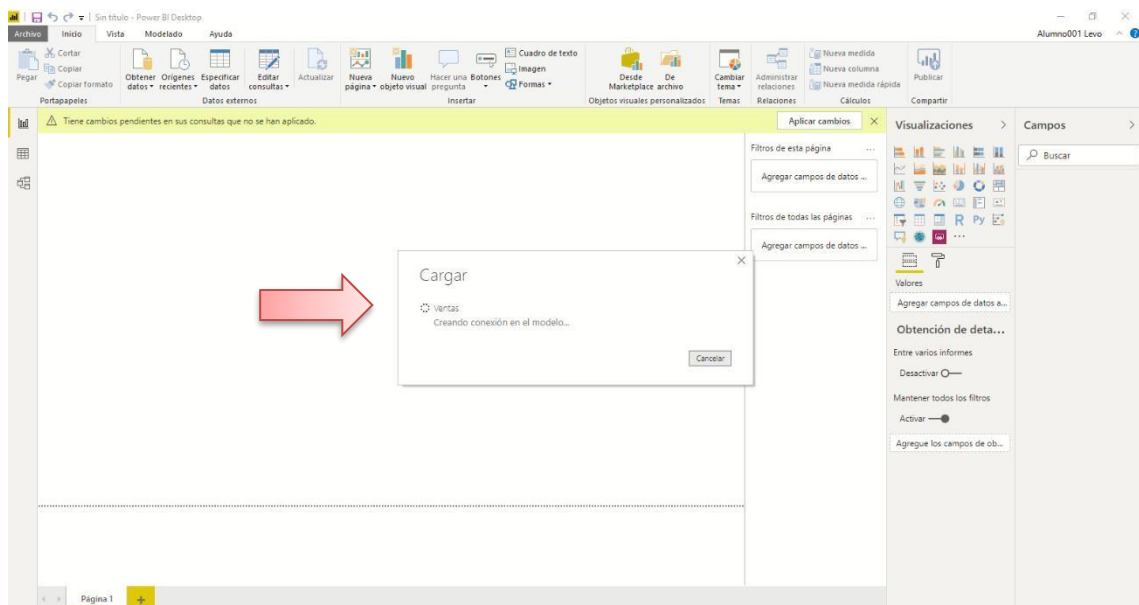 Sin título - Power BI Desktop
Archivo Inicio Vista Modelado Ayuda
Alumno001 Levo
Pegar
Cortar
Copiar
Copiar formato
Portapapeles
Obtener datos
Orígenes recientes
Especificar datos
Editar consultas
Datos externos
Actualizar
Nueva página
Nuevo objeto visual
Hacer una pregunta
Botones
Cuadro de texto
Imagen
Formas
Insertar
Desde Marketplace
De archivo
Objetos visuales personalizados
Cambiar tema
Temas
Administrar relaciones
Relaciones
Nueva medida
Nueva columna
Nueva medida rápida
Cálculos
Publicar
Compartir
Tiene cambios pendientes en sus consultas que no se han aplicado.
Aplicar cambios
Filtros de esta página ...
Agregar campos de datos ...
Filtros de todas las páginas ...
Agregar campos de datos ...
Cargar
Ventas
Creando conexión en el modelo...
Cancelar
Visualizaciones
R Py
...
Valores
Agregar campos de datos a...
Obtención de deta...
Entre varios informes
Desactivar
Mantener todos los filtros
Activar
Agregue los campos de ob...
Campos
Buscar
Página 1